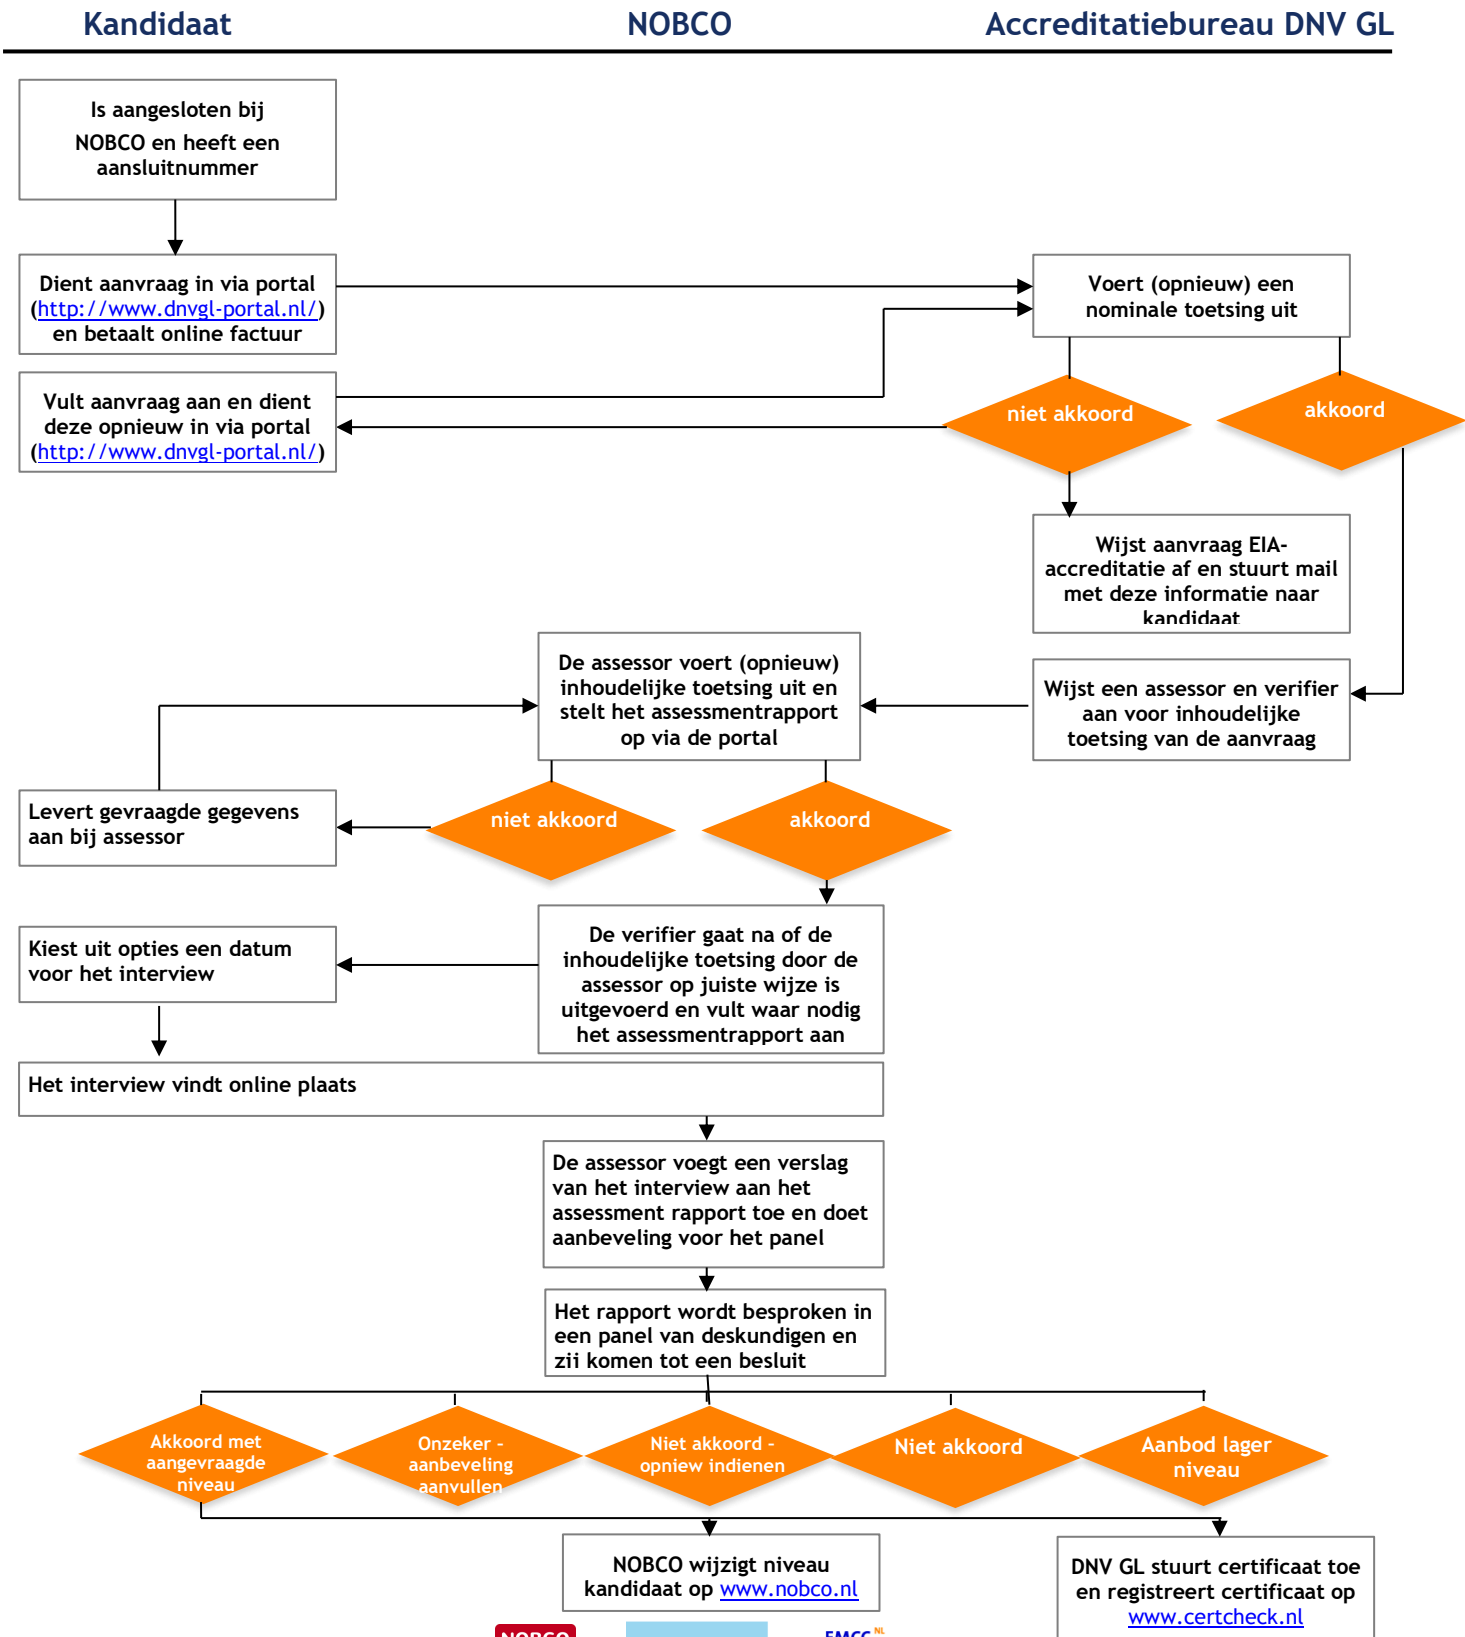 Kandidaat
NOBCO
Accreditatiebureau DNV GL
Is aangesloten bij
NOBCO en heeft een
aansluitnummer
Dient aanvraag in via portal
(http://www.dnvgl-portal.nl/)
en betaalt online factuur
Voert (opnieuw) een
nominale toetsing uit
Vult aanvraag aan en dient
deze opnieuw in via portal
(http://www.dnvgl-portal.nl/)
niet akkoord
akkoord
Wijst aanvraag EIA-
accreditatie af en stuurt mail
met deze informatie naar
kandidaat
De assessor voert (opnieuw)
inhoudelijke toetsing uit en
stelt het assessmentrapport
op via de portal
Wijst een assessor en verifier
aan voor inhoudelijke
toetsing van de aanvraag
Levert gevraagde gegevens
aan bij assessor
niet akkoord
akkoord
Kiest uit opties een datum
voor het interview
De verifier gaat na of de
inhoudelijke toetsing door de
assessor op juiste wijze is
uitgevoerd en vult waar nodig
het assessmentrapport aan
Het interview vindt online plaats
De assessor voegt een verslag
van het interview aan het
assessment rapport toe en doet
aanbeveling voor het panel
Het rapport wordt besproken in
een panel van deskundigen en
zij komen tot een besluit
Akkoord met
aangevraagde
niveau
Onzeker -
aanbeveling
aanvullen
Niet akkoord -
opniew indienen
Niet akkoord
Aanbod lager
niveau
NOBCO wijzigt niveau
kandidaat op www.nobco.nl
DNV GL stuurt certificaat toe
en registreert certificaat op
www.certcheck.nl
NOBCO
EMCC NL